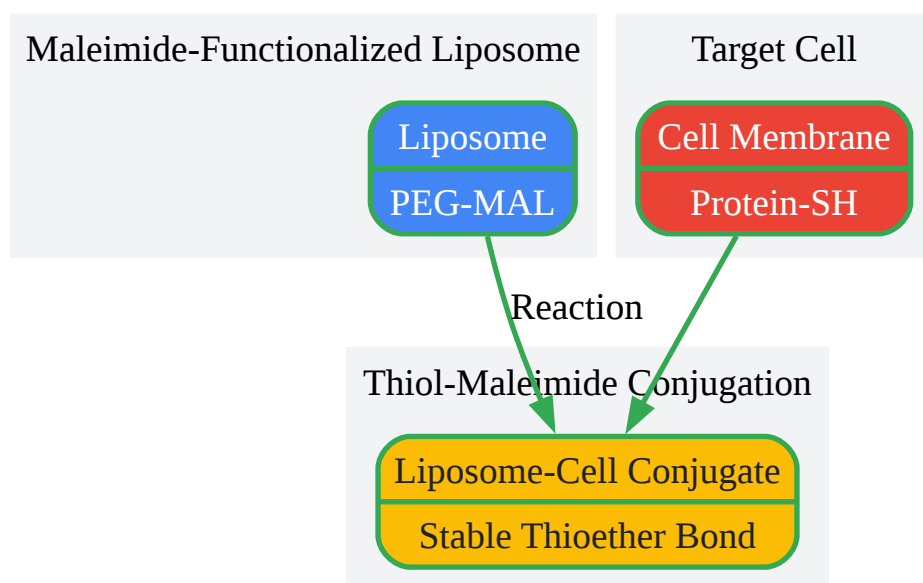 Maleimide-Functionalized Liposome
Target Cell
Liposome
PEG-MAL
Cell Membrane
Protein-SH
Reaction
Thiol-Maleimide Conjugation
Liposome-Cell Conjugate
Stable Thioether Bond